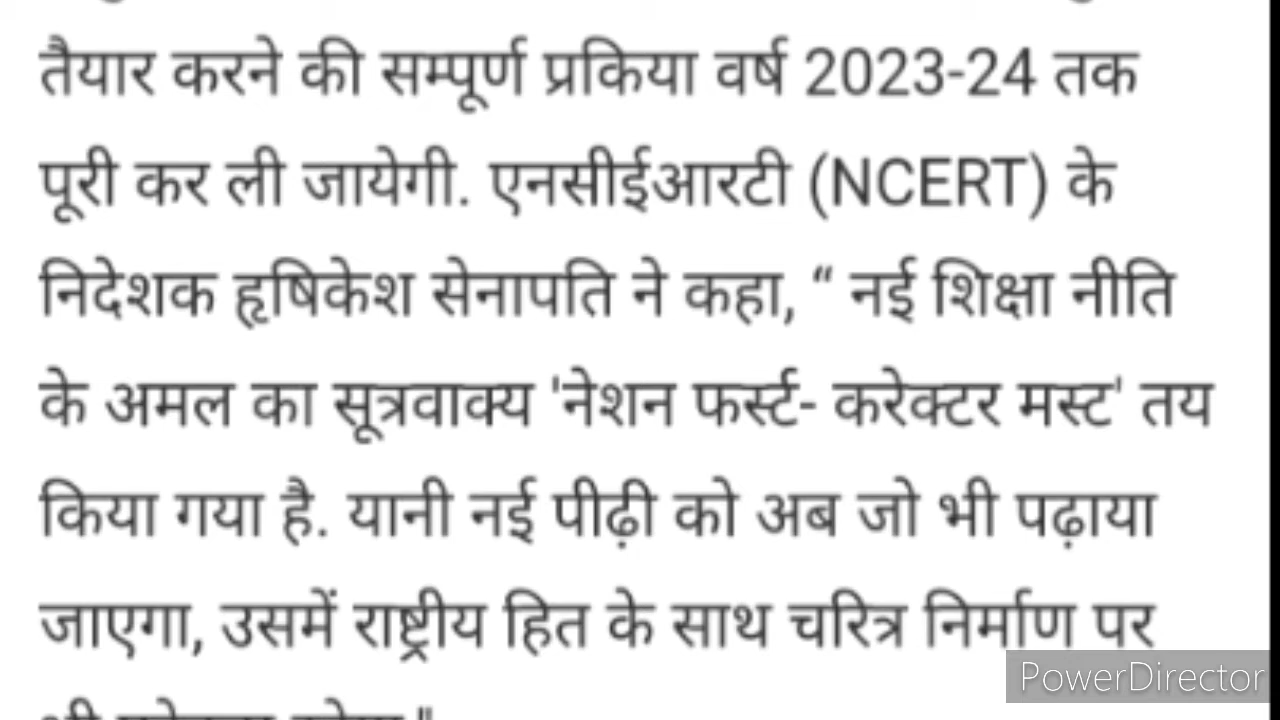 तैयार करने की सम्पूर्ण प्रकिया वर्ष 2023-24 तक
पूरी कर ली जायेगी. एनसीईआरटी (NCERT) के
निदेशक हृषिकेश सेनापति ने कहा, “ नई शिक्षा नीति
के अमल का सूत्रवाक्य 'नेशन फर्स्ट- करेक्टर मस्ट' तय
किया गया है. यानी नई पीढ़ी को अब जो भी पढ़ाया
जाएगा, उसमें राष्ट्रीय हित के साथ चरित्र निर्माण पर
PowerDirector